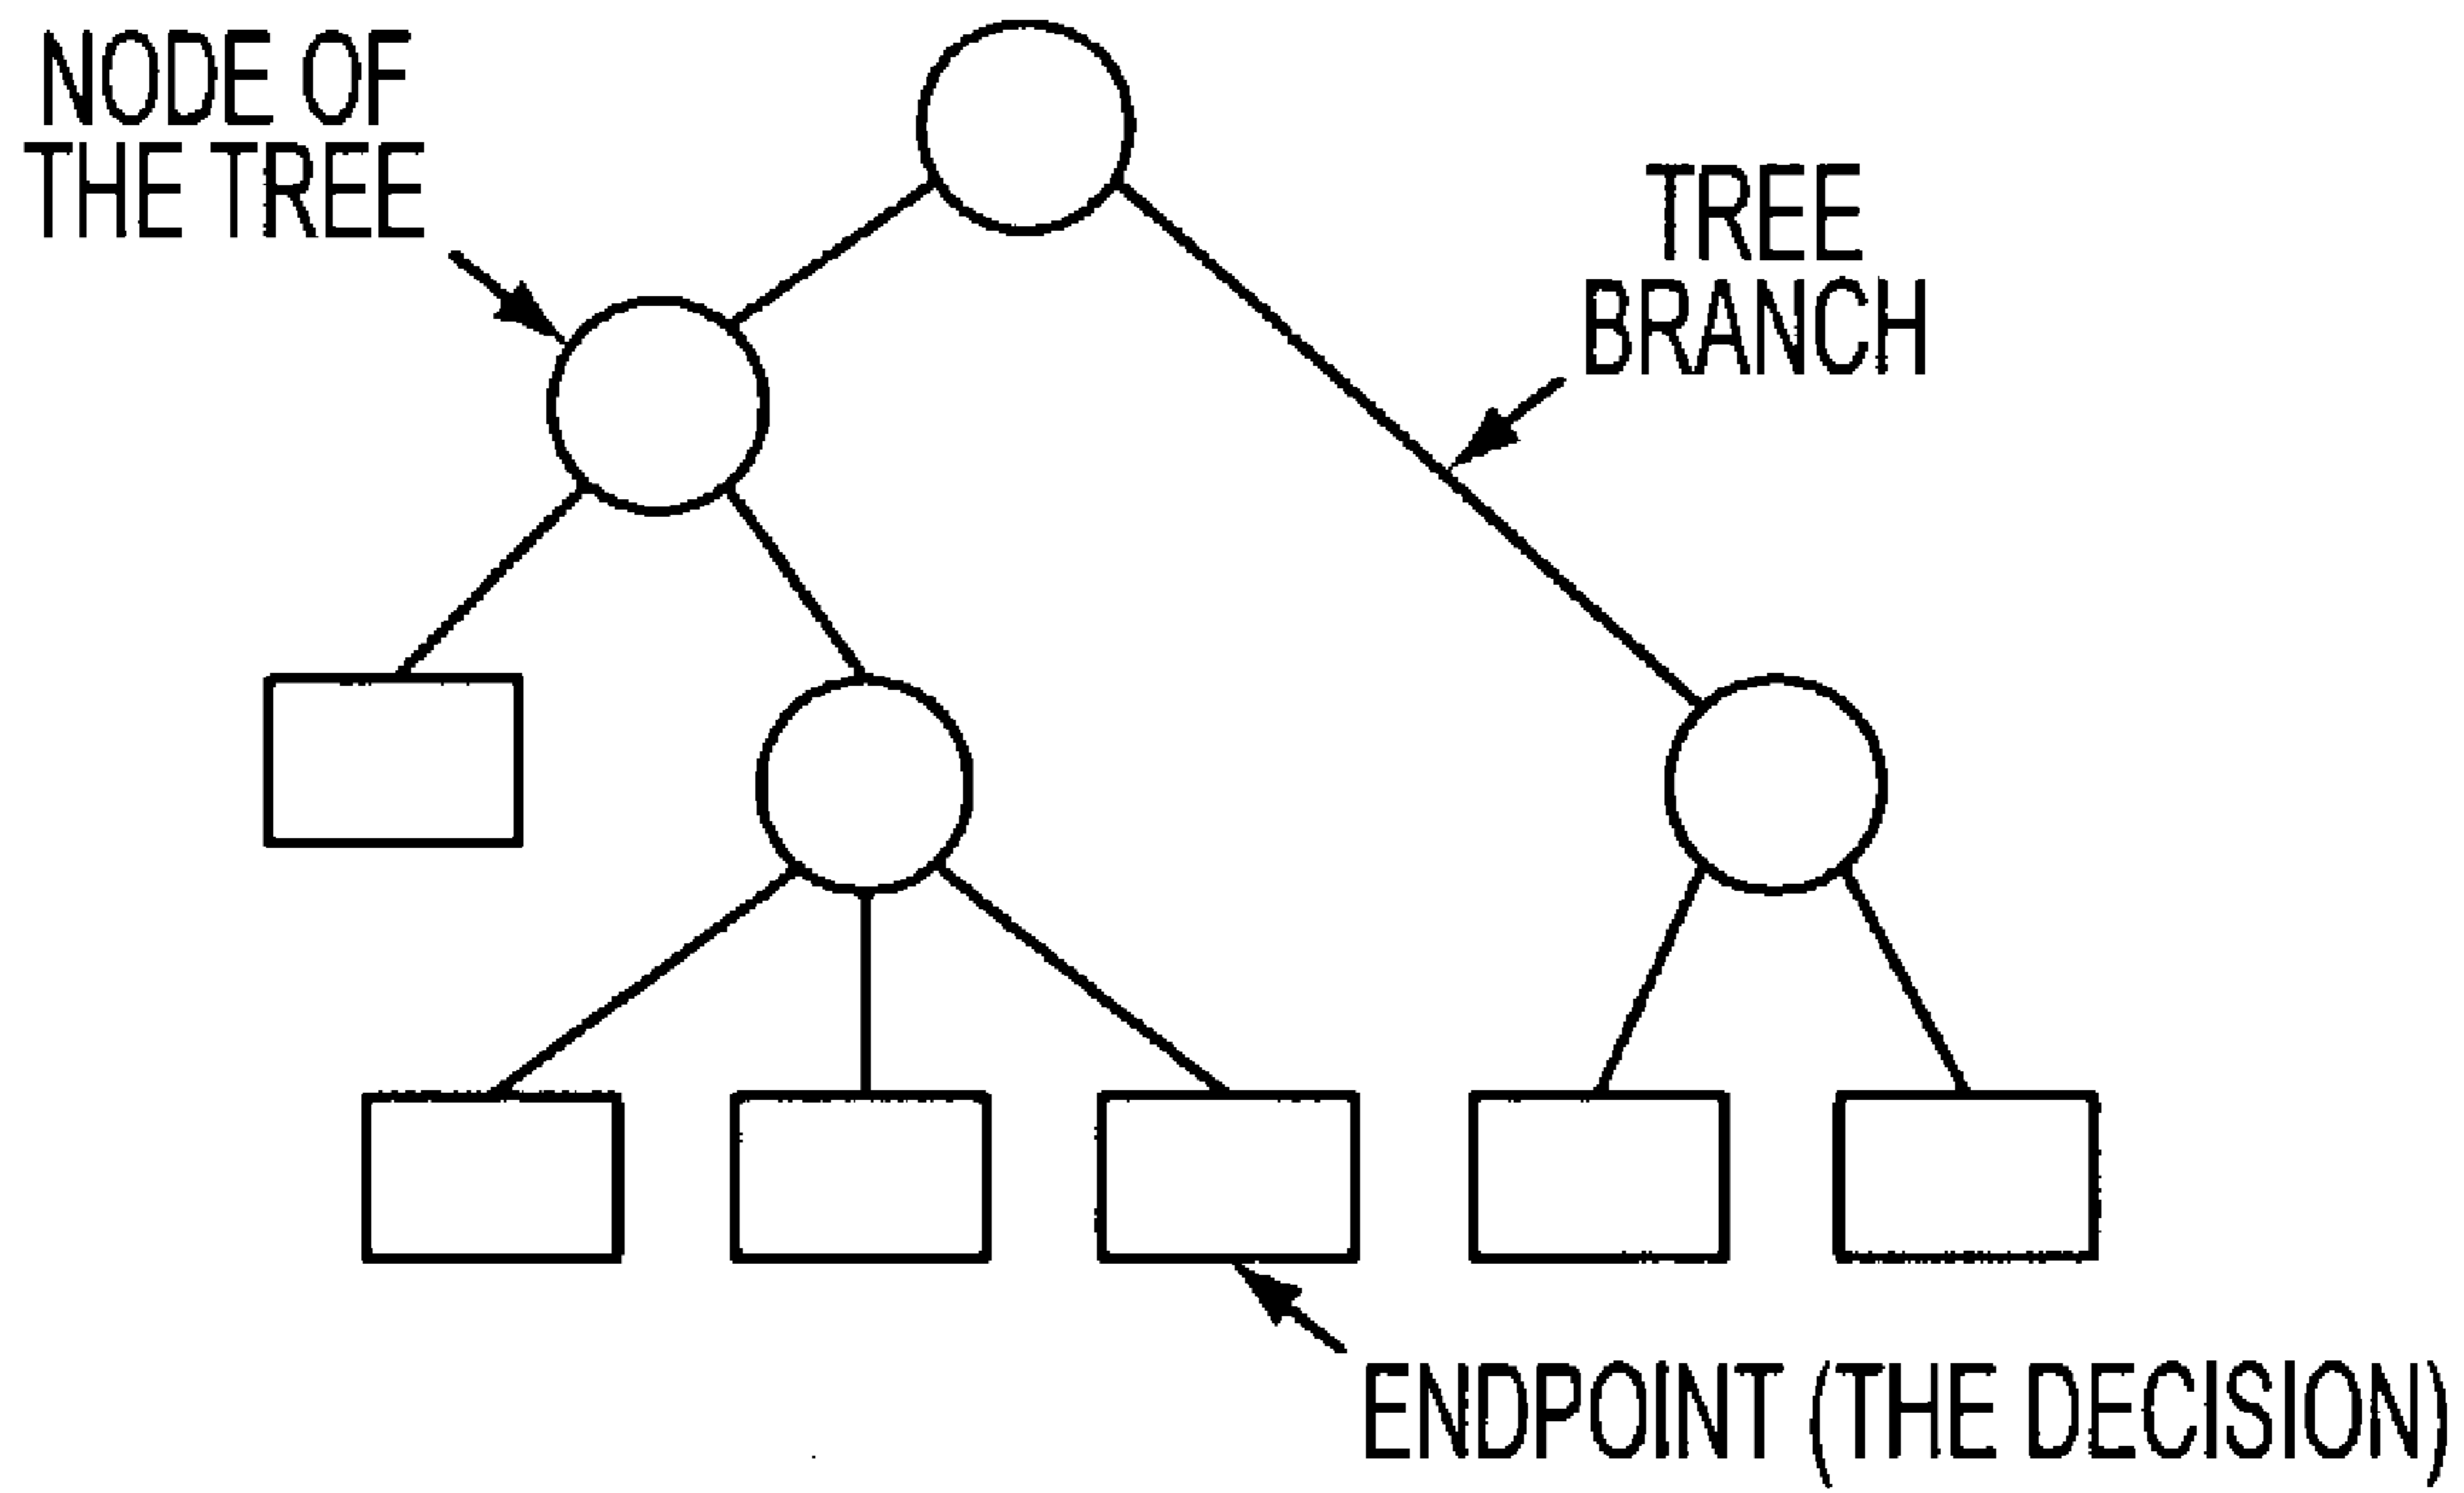 NODE OF
THE TREE
TREE
BRANCH
ENDPOINT (THE DECISION)